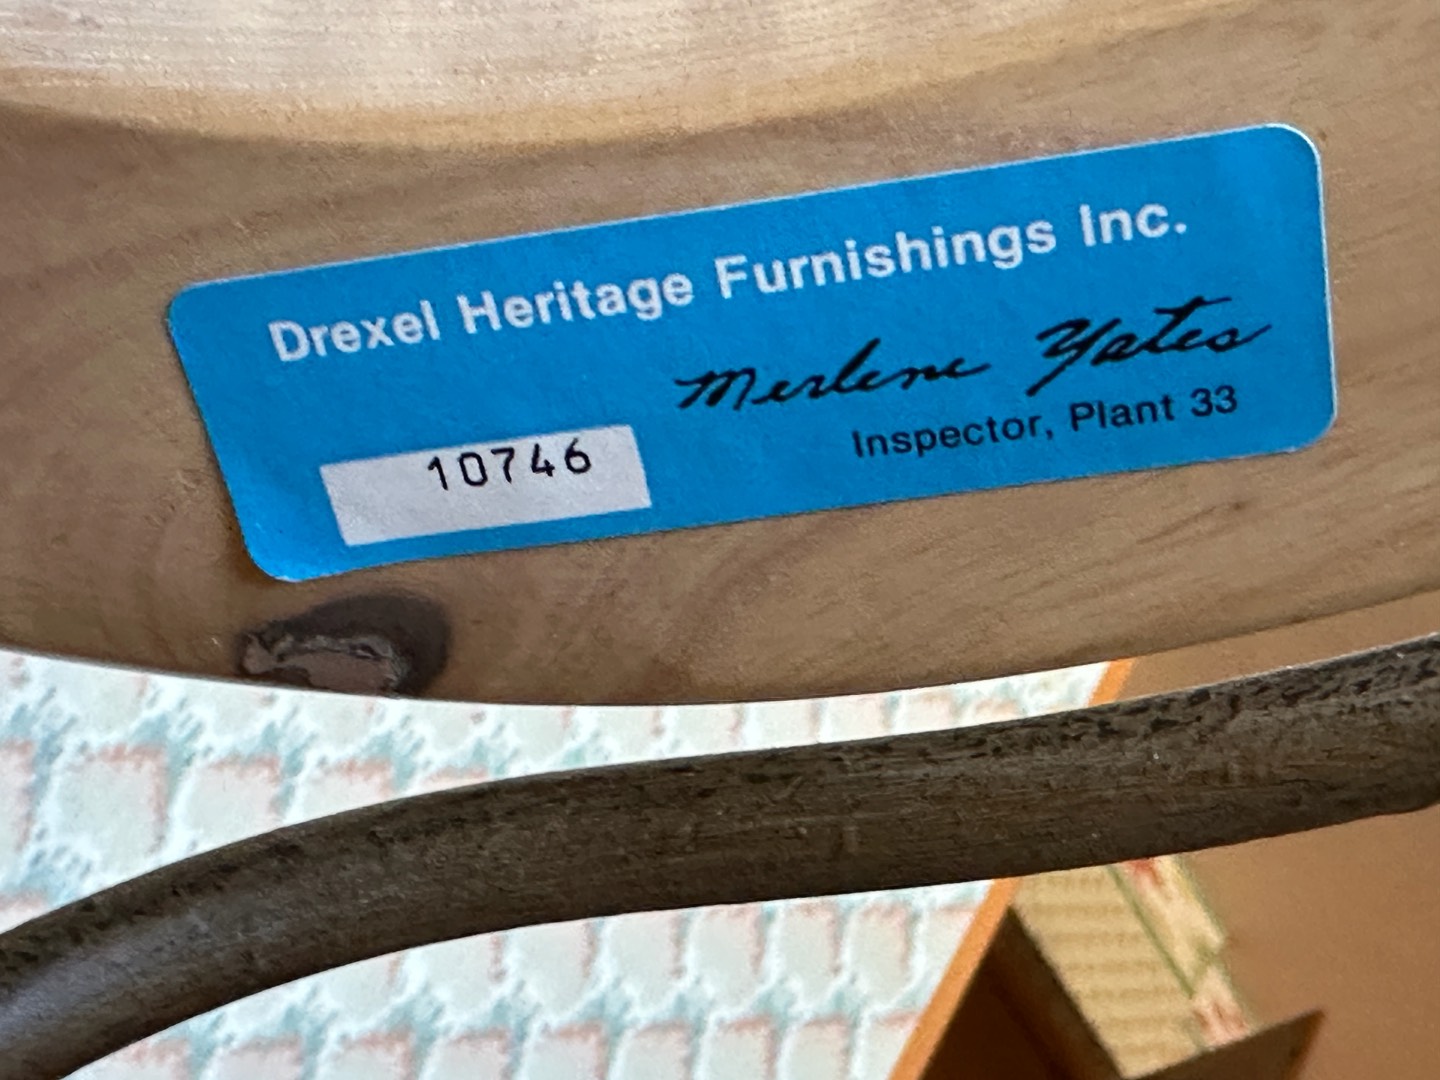 Drexel Heritage Furnishings Inc.
Merlene Yates
Inspector, Plant 33
10746